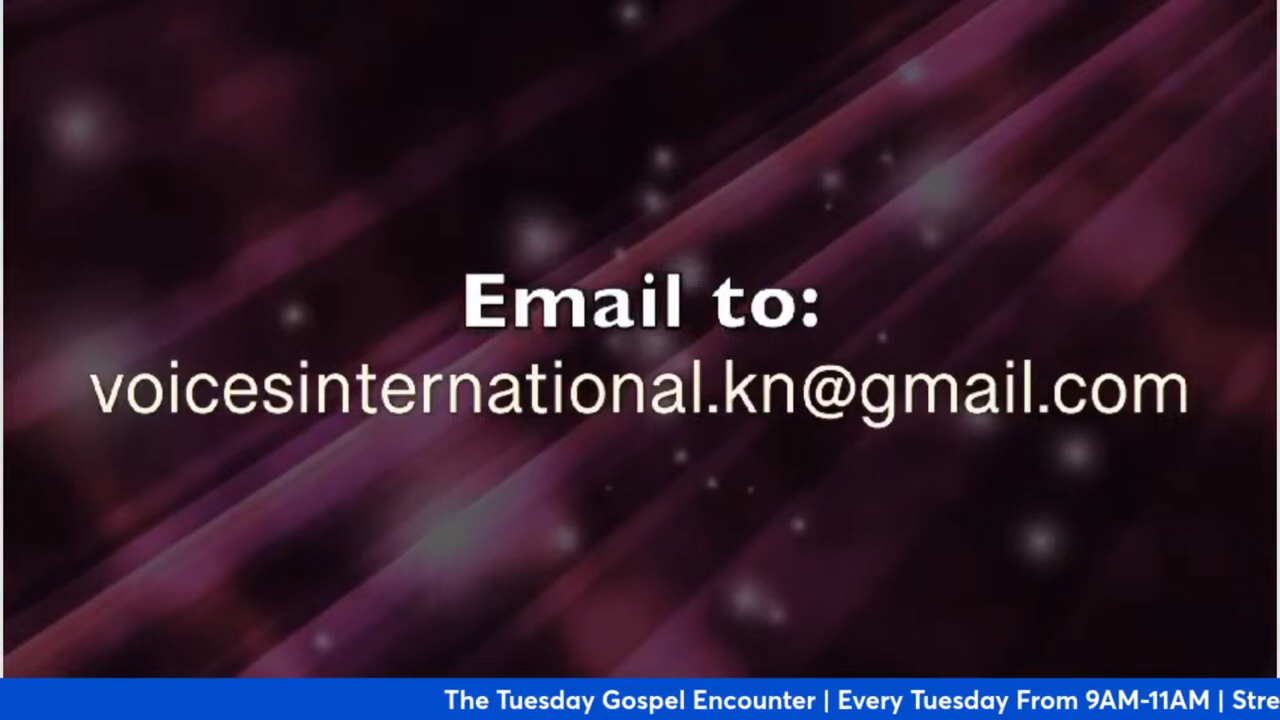 Email to:
voicesinternational.kn@gmail.com
The Tuesday Gospel Encounter | Every Tuesday From 9AM-11AM |